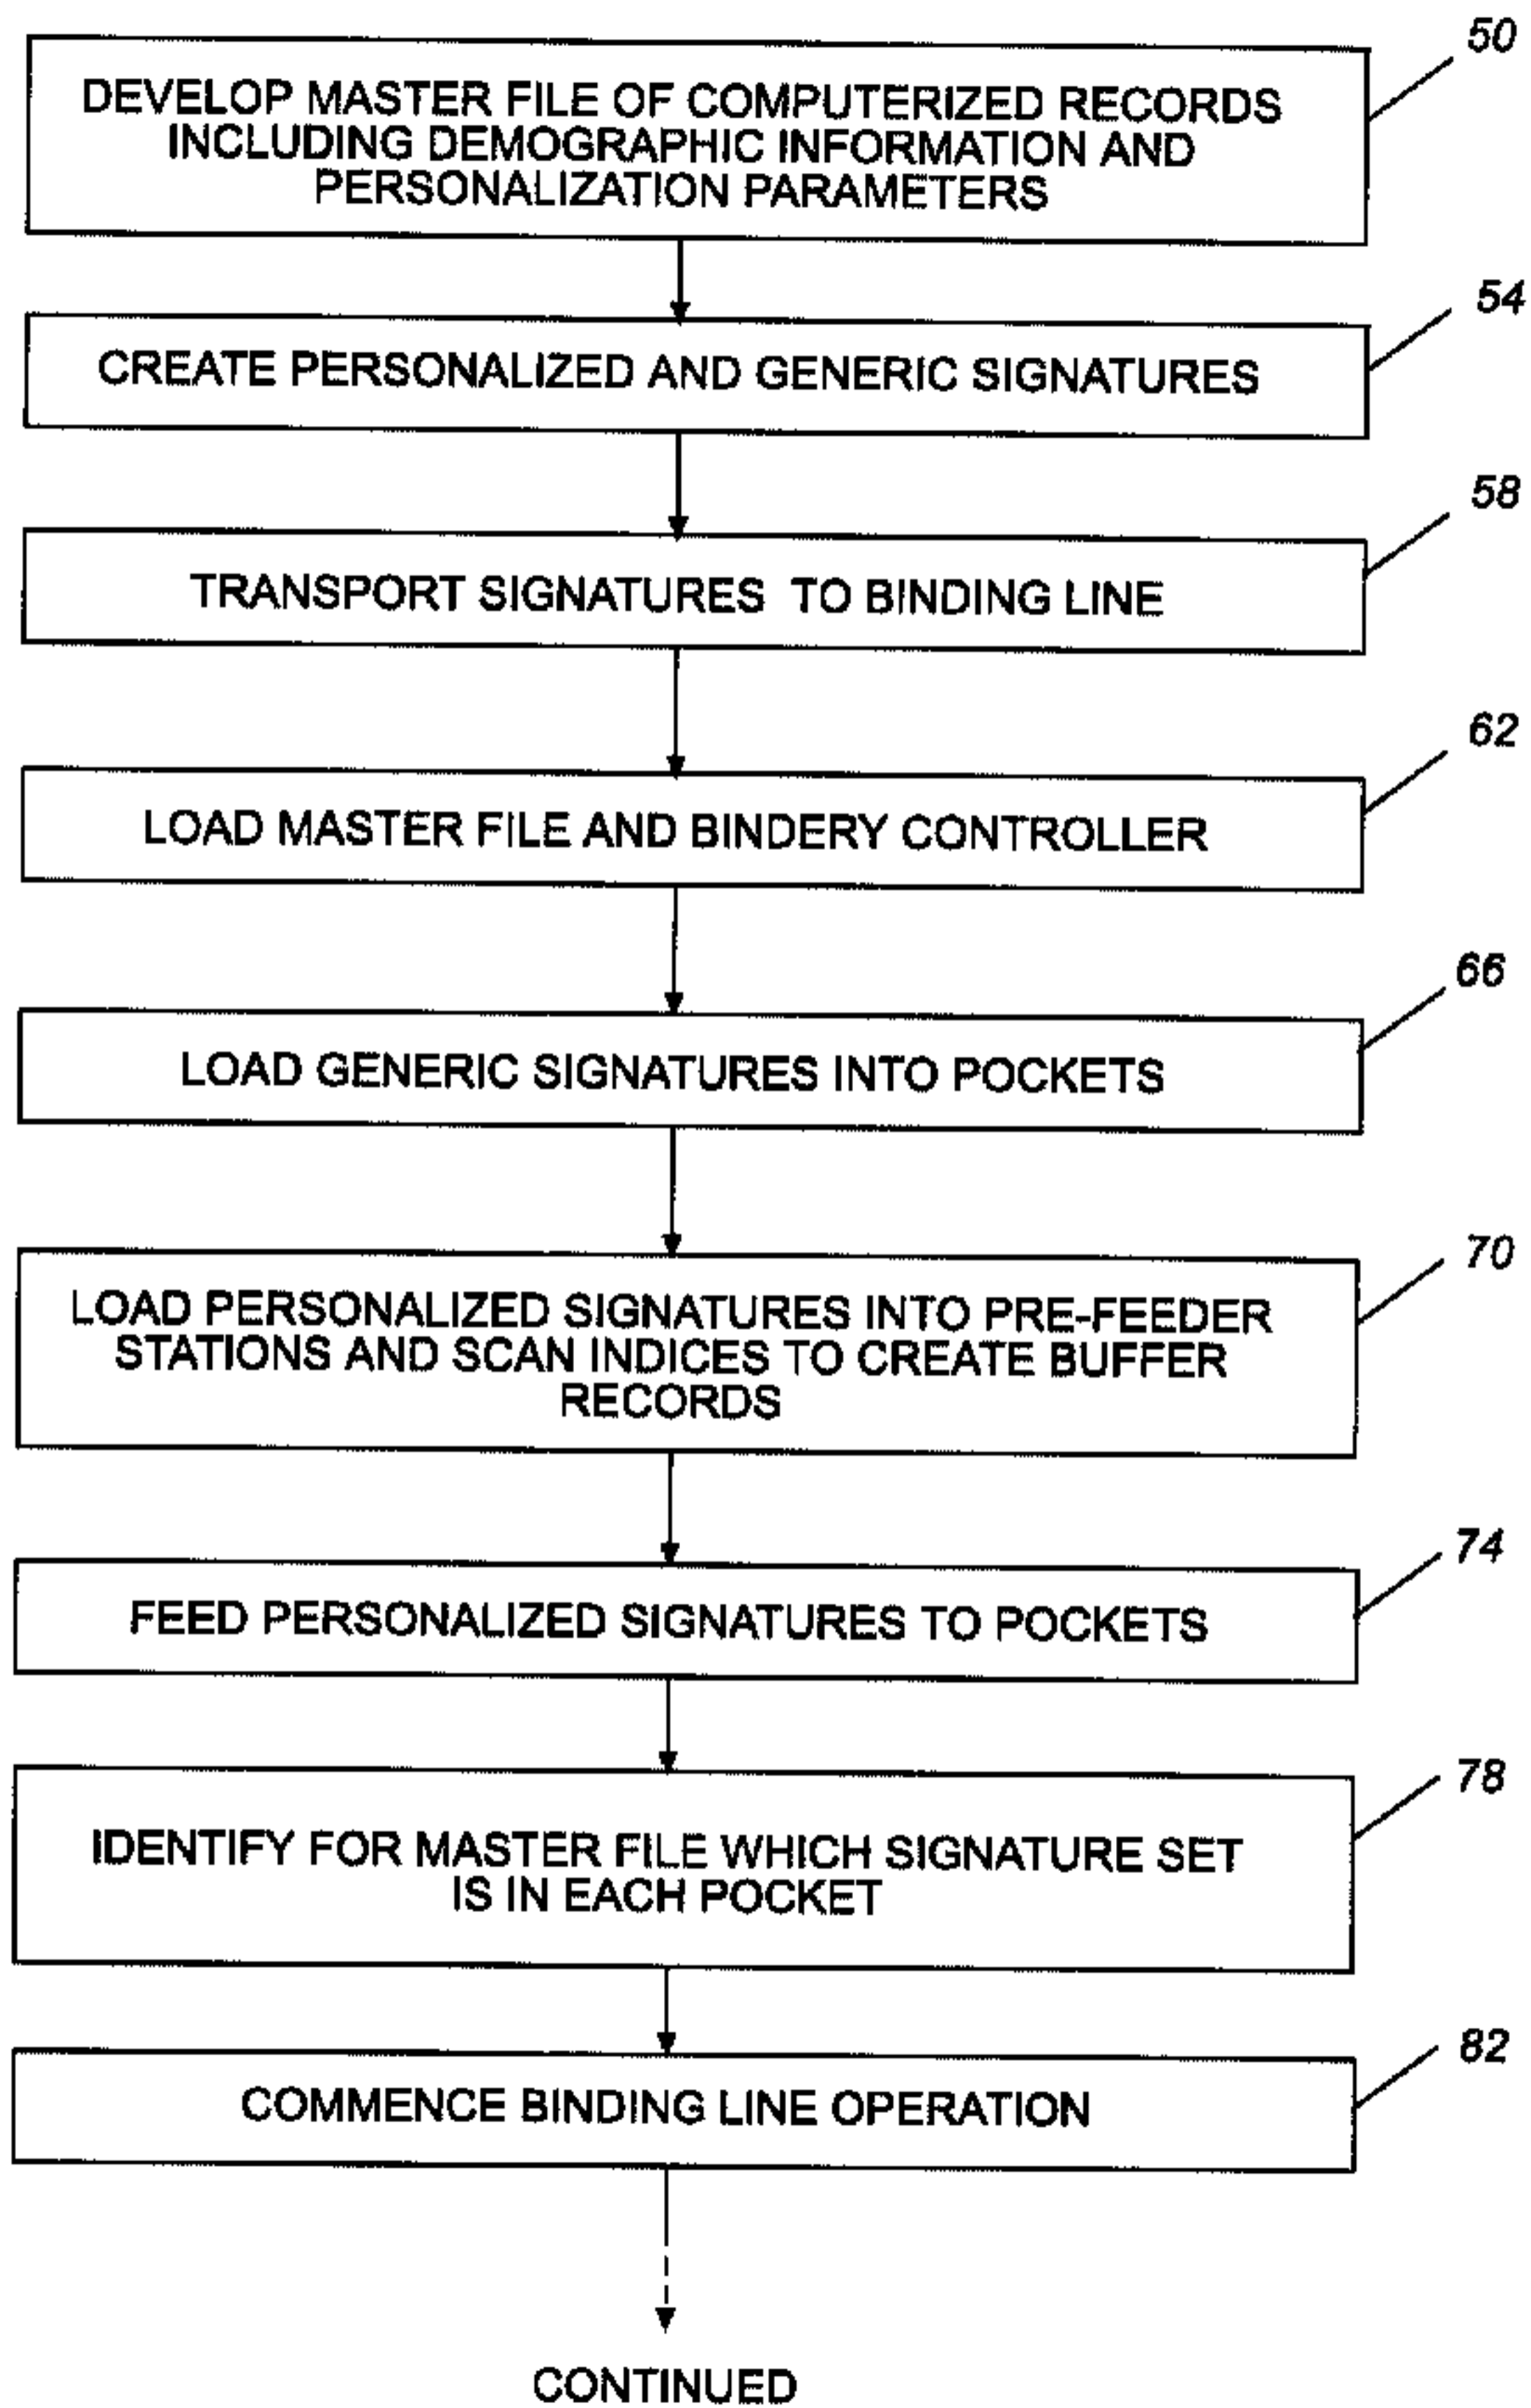 50
DEVELOP MASTER FILE OF COMPUTERIZED RECORDS
INCLUDING DEMOGRAPHIC INFORMATION AND
PERSONALIZATION PARAMETERS
54
CREATE PERSONALIZED AND GENERIC SIGNATURES
58
TRANSPORT SIGNATURES TO BINDING LINE
62
LOAD MASTER FILE AND BINDERY CONTROLLER
66
LOAD GENERIC SIGNATURES INTO POCKETS
70
LOAD PERSONALIZED SIGNATURES INTO PRE-FEEDER
STATIONS AND SCAN INDICES TO CREATE BUFFER
RECORDS
74
FEED PERSONALIZED SIGNATURES TO POCKETS
78
IDENTIFY FOR MASTER FILE WHICH SIGNATURE SET
IS IN EACH POCKET
82
COMMENCE BINDING LINE OPERATION
CONTINUED